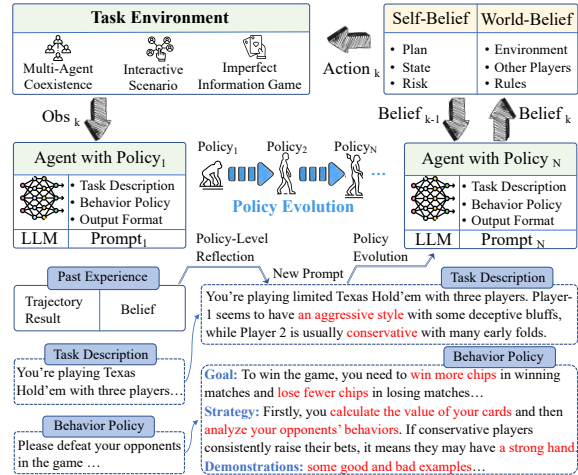 Task Environment
Multi-Agent
Coexistence
Interactive
Scenario
Imperfect
Information Game
Self-Belief
World-Belief
• Plan
• State
• Risk
• Environment
• Other Players
• Rules
Action k
Obs k
Belief k-1
Belief k
Agent with Policy1
• Task Description
• Behavior Policy
• Output Format
LLM
Prompt1
Policy1
Policy2
PolicyN
...
Policy Evolution
Agent with Policy N
• Task Description
• Behavior Policy
• Output Format
LLM
Prompt N
Past Experience
Trajectory
Result
Belief
Policy-Level
Reflection
New Prompt
Policy
Evolution
Task Description
You're playing limited Texas Hold'em with three players. Player-
1 seems to have an aggressive style with some deceptive bluffs,
while Player 2 is usually conservative with many early folds.
Task Description
You're playing Texas
Hold'em with three players…
Behavior Policy
Please defeat your opponents
in the game …
Behavior Policy
Goal: To win the game, you need to win more chips in winning
matches and lose fewer chips in losing matches…
Strategy: Firstly, you calculate the value of your cards and then
analyze your opponents' behaviors. If conservative players
consistently raise their bets, it means they may have a strong hand
Demonstrations: some good and bad examples…